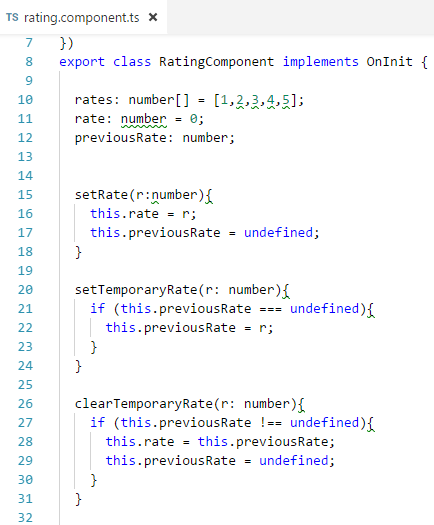 TS rating.component.ts ×
7 })
8 export class RatingComponent implements OnInit {
9
10 rates: number[] = [1,2,3,4,5];
11 rate: number = 0;
12 previousRate: number;
13
14
15 setRate(r:number){
16 this.rate = r;
17 this.previousRate = undefined;
18 }
19
20 setTemporaryRate(r: number){
21 if (this.previousRate === undefined){
22 this.previousRate = r;
23 }
24 }
25
26 clearTemporaryRate(r: number){
27 if (this.previousRate !== undefined){
28 this.rate = this.previousRate;
29 this.previousRate = undefined;
30 }
31 }
32